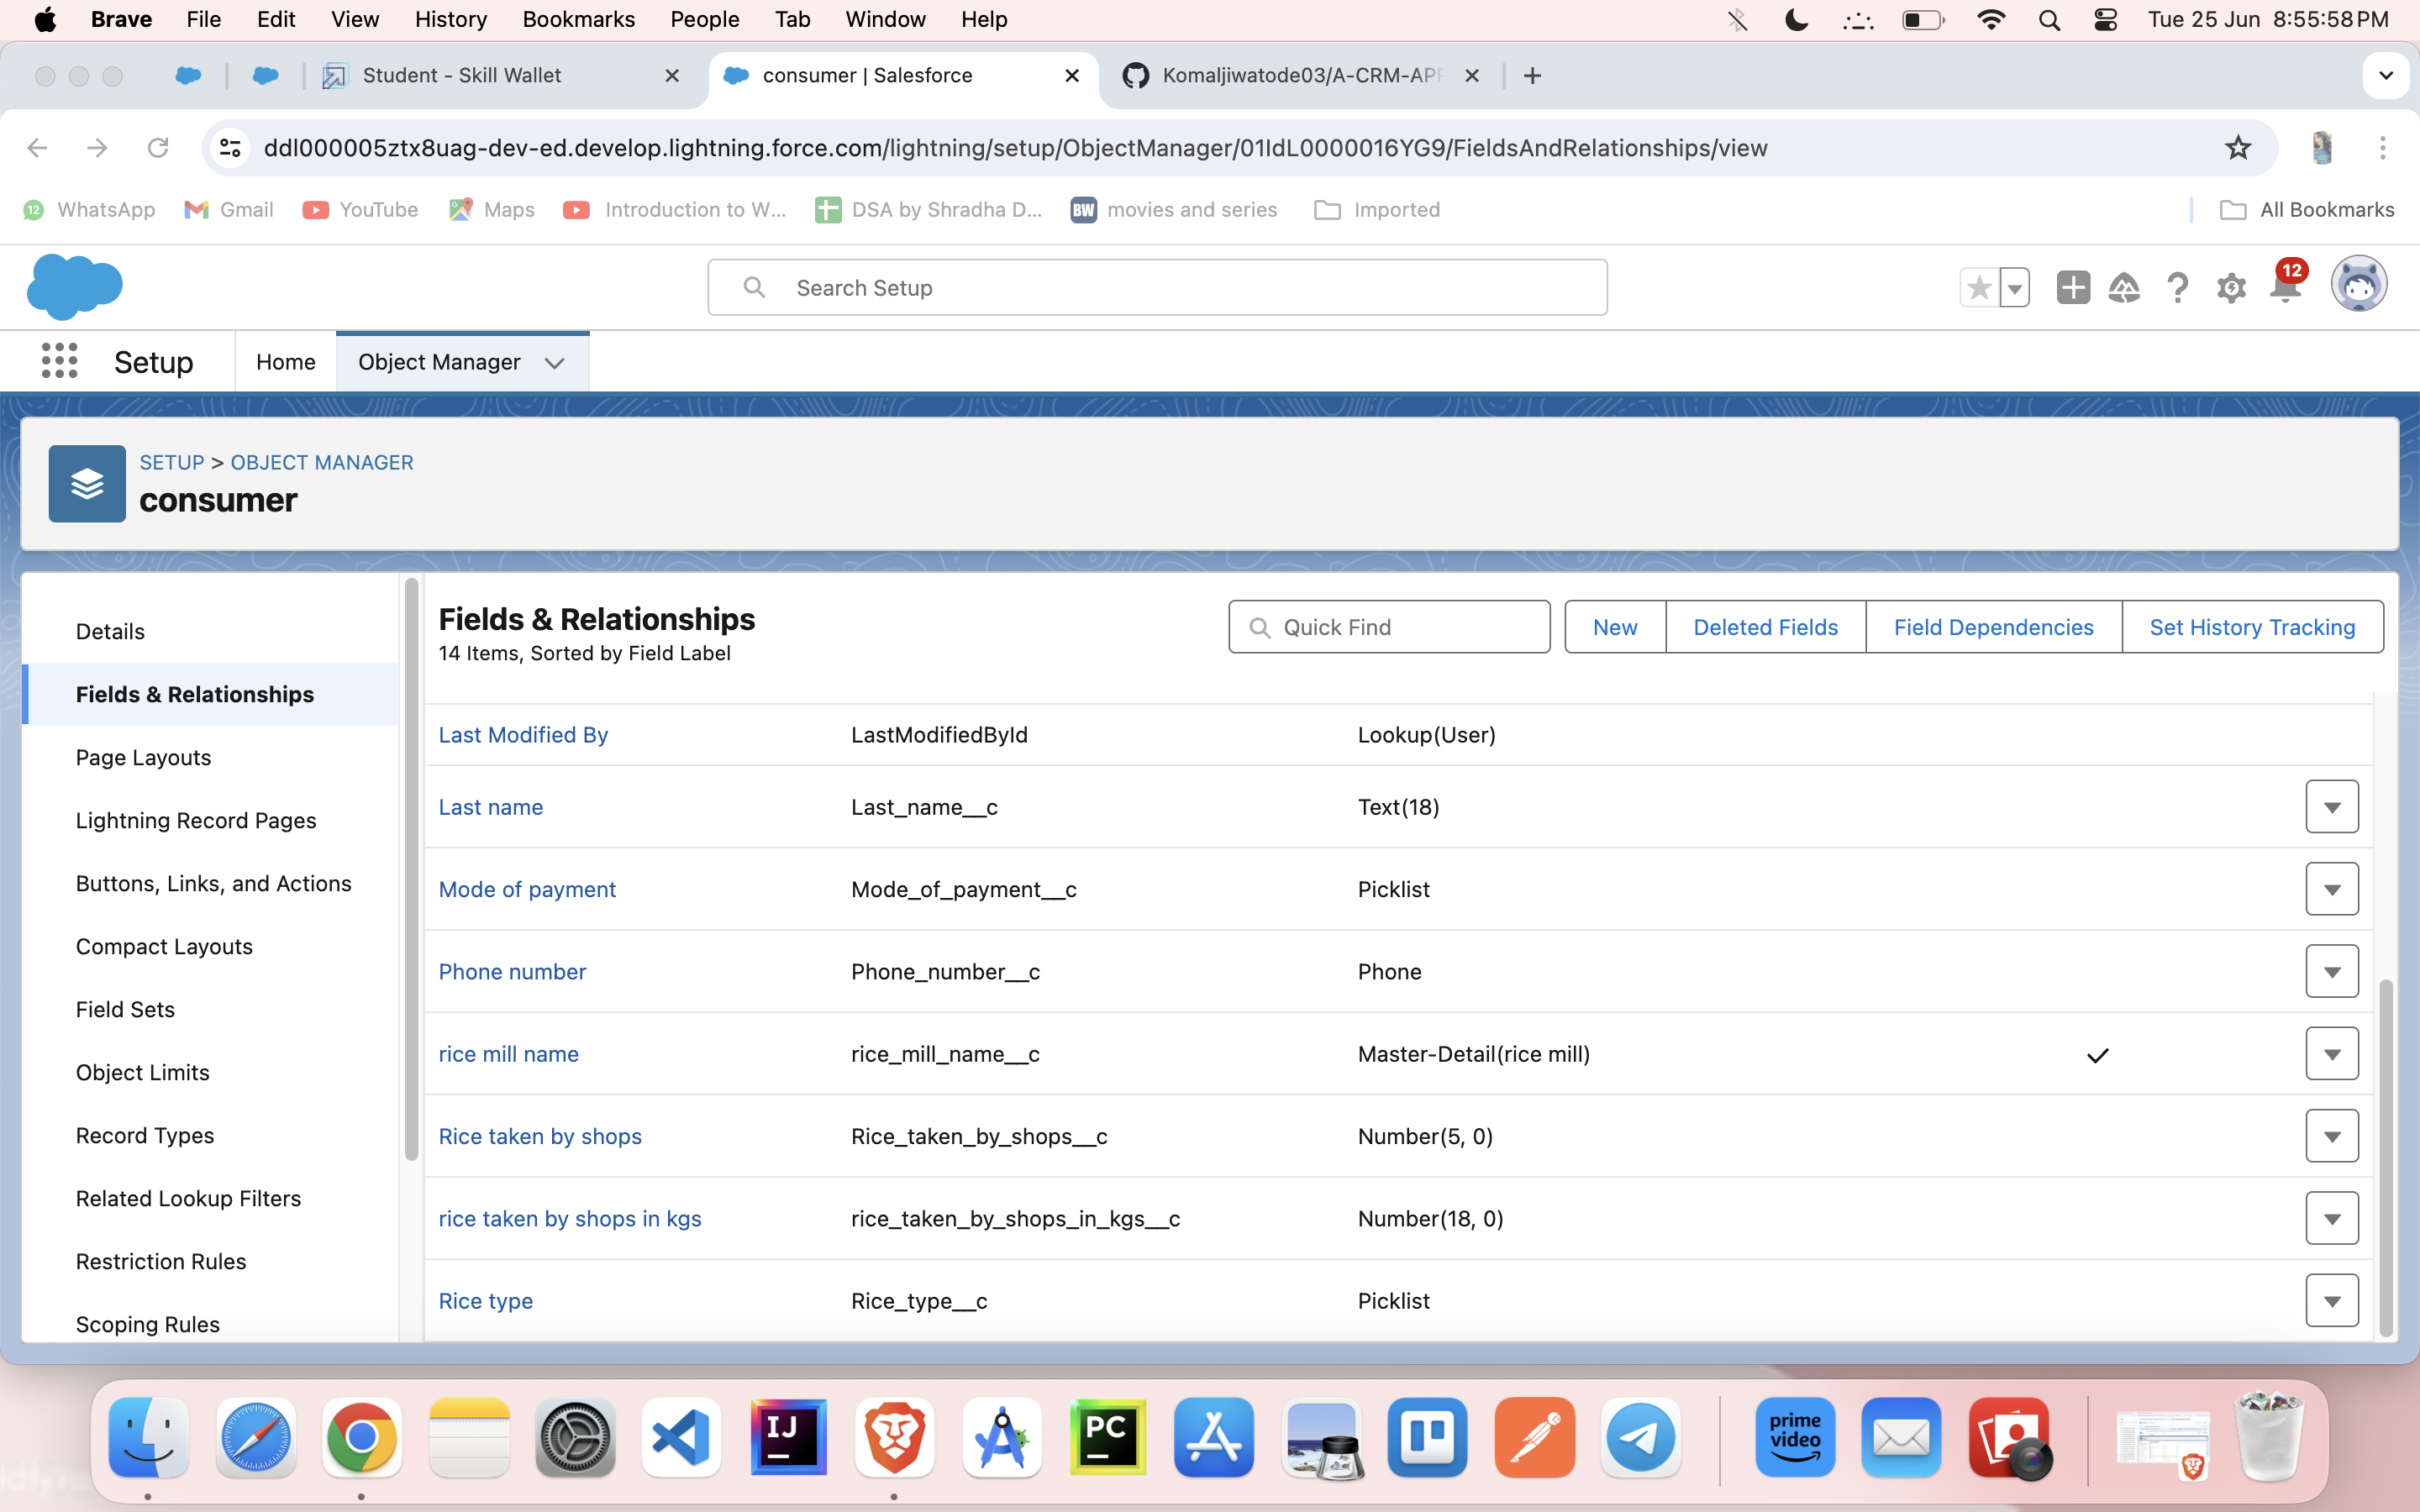 Brave File Edit View History Bookmarks People Tab Window Help Tue 25 Jun 8:55:58 PM
Student - Skill Wallet consumer | Salesforce Komaljiwatode03/A-CRM-APP
ddl000005ztx8uag-dev-ed.develop.lightning.force.com/lightning/setup/ObjectManager/01IdL0000016YG9/FieldsAndRelationships/view
12 WhatsApp Gmail YouTube Maps Introduction to W... DSA by Shradha D... BW movies and series Imported All Bookmarks
Search Setup 12
Setup Home Object Manager
SETUP > OBJECT MANAGER
consumer
Details
Fields & Relationships
Page Layouts
Lightning Record Pages
Buttons, Links, and Actions
Compact Layouts
Field Sets
Object Limits
Record Types
Related Lookup Filters
Restriction Rules
Scoping Rules
Fields & Relationships
14 Items, Sorted by Field Label
Quick Find New Deleted Fields Field Dependencies Set History Tracking
Last Modified By LastModifiedById Lookup(User)
Last name Last_name__c Text(18)
Mode of payment Mode_of_payment__c Picklist
Phone number Phone_number__c Phone
rice mill name rice_mill_name__c Master-Detail(rice mill)
Rice taken by shops Rice_taken_by_shops__c Number(5, 0)
rice taken by shops in kgs rice_taken_by_shops_in_kgs__c Number(18, 0)
Rice type Rice_type__c Picklist
IJ PC prime video